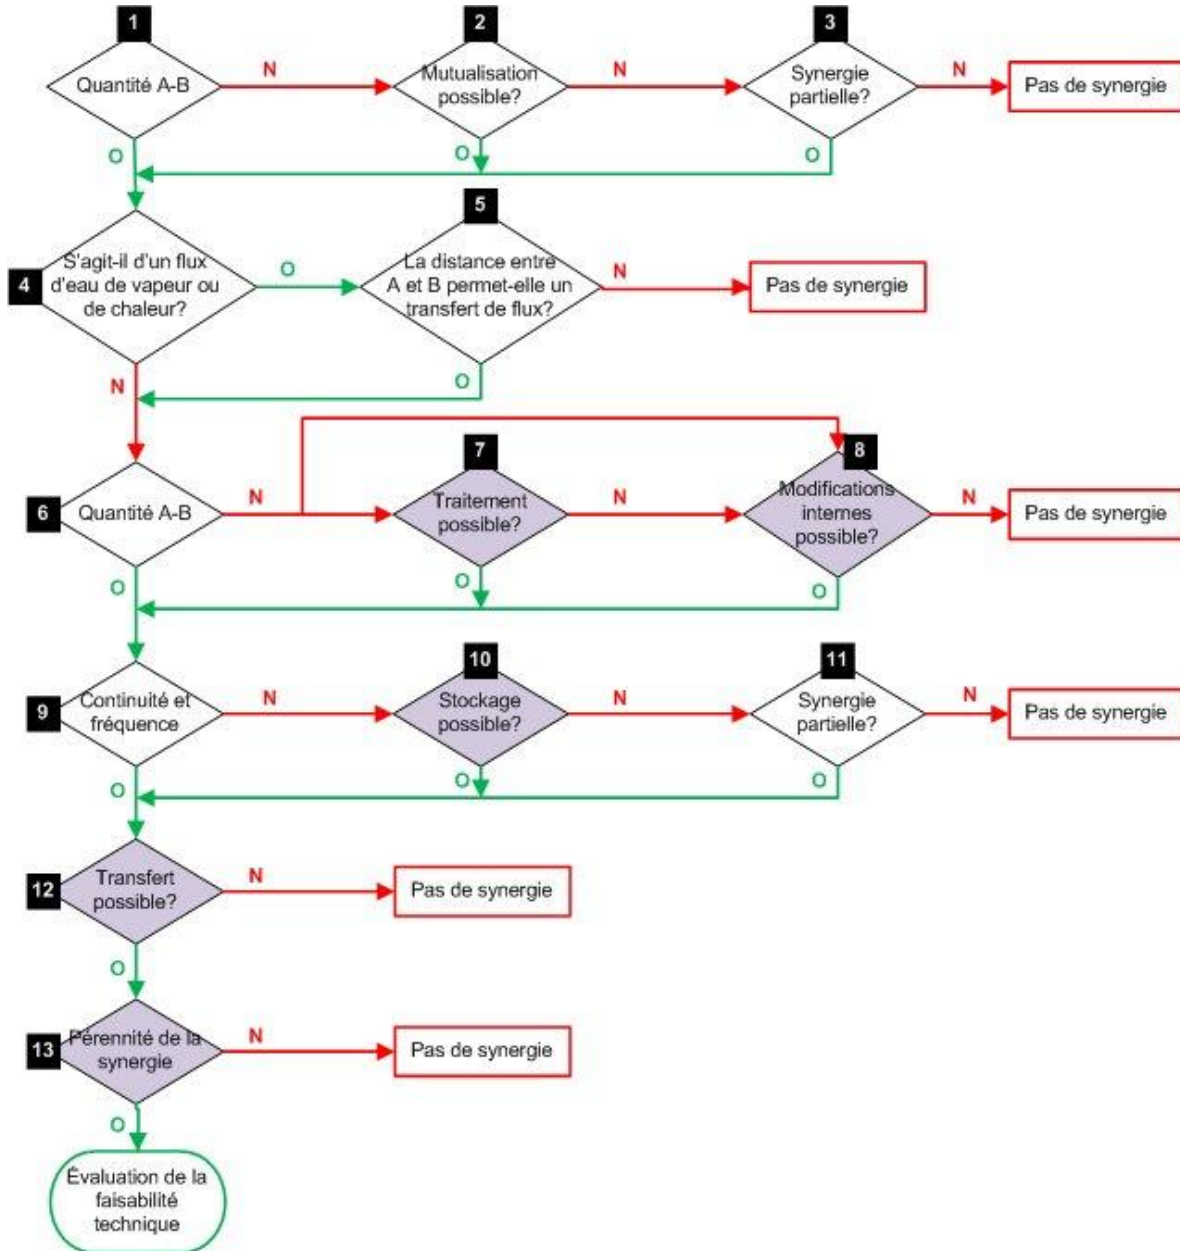 1
2
3
Quantité A-B
N
Mutualisation
possible?
N
Synergie
partielle?
N
Pas de synergie
O
O
O
4
S'agit-il d'un flux
d'eau de vapeur ou
de chaleur?
O
5
La distance entre
A et B permet-elle un
transfert de flux?
N
Pas de synergie
N
O
6
Quantité A-B
N
7
Traitement
possible?
N
8
Modifications
internes
possible?
N
Pas de synergie
O
O
O
9
Continuité et
fréquence
N
10
Stockage
possible?
N
11
Synergie
partielle?
N
Pas de synergie
O
O
O
12
Transfert
possible?
N
Pas de synergie
O
13
Pérennité de la
synergie
N
Pas de synergie
O
Évaluation de la
faisabilité
technique